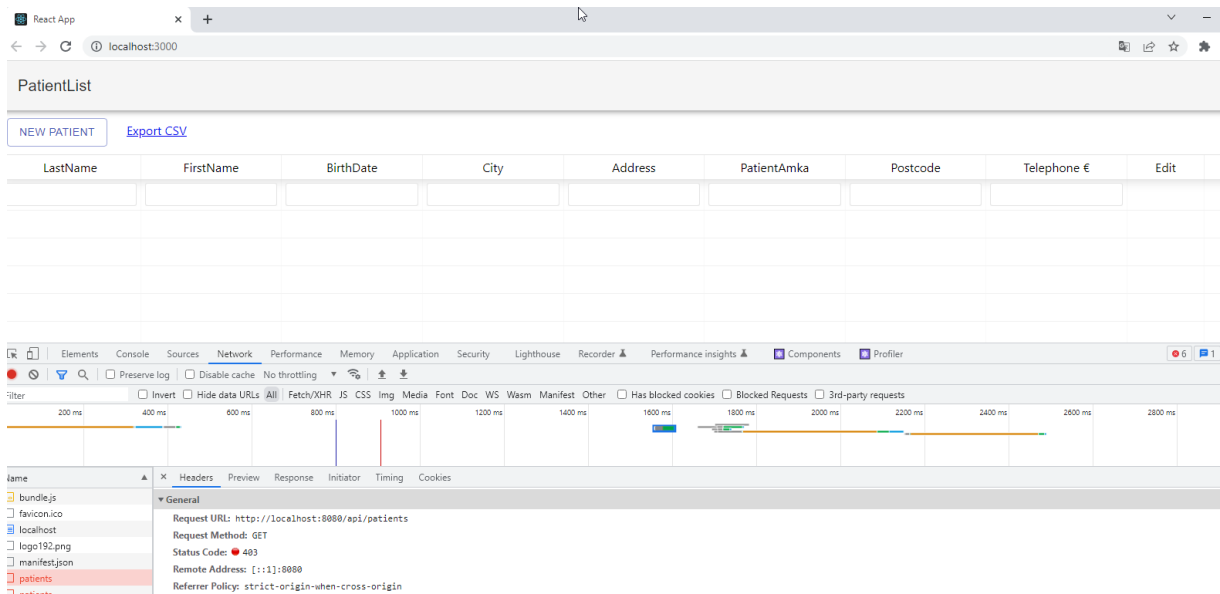 React App
localhost:3000
PatientList
NEW PATIENT Export CSV
LastName FirstName BirthDate City Address PatientAmka Postcode Telephone € Edit
Elements Console Sources Network Performance Memory Application Security Lighthouse Recorder Performance insights Components Profiler 6 1
Preserve log Disable cache No throttling
Filter Invert Hide data URLs All Fetch/XHR JS CSS Img Media Font Doc WS Wasm Manifest Other Has blocked cookies Blocked Requests 3rd-party requests
200 ms 400 ms 600 ms 800 ms 1000 ms 1200 ms 1400 ms 1600 ms 1800 ms 2000 ms 2200 ms 2400 ms 2600 ms 2800 ms
Name Headers Preview Response Initiator Timing Cookies
bundle.js General
favicon.ico Request URL: http://localhost:8080/api/patients
localhost Request Method: GET
logo192.png Status Code: 403
manifest.json Remote Address: [::1]:8080
patients Referrer Policy: strict-origin-when-cross-origin
patients